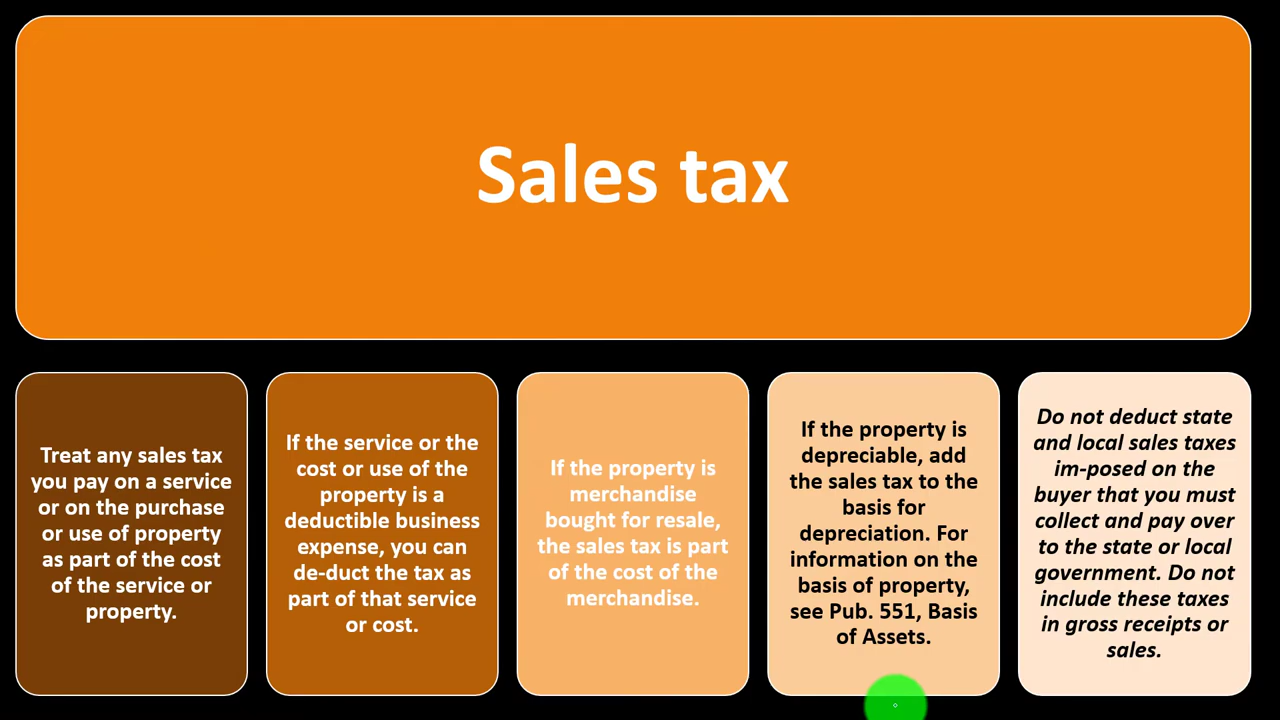 Sales tax
Treat any sales tax
you pay on a service
or on the purchase
or use of property
as part of the cost
of the service or
property.
If the service or the
cost or use of the
property is a
deductible business
expense, you can
de-duct the tax as
part of that service
or cost.
If the property is
merchandise
bought for resale,
the sales tax is part
of the cost of the
merchandise.
If the property is
depreciable, add
the sales tax to the
basis for
depreciation. For
information on the
basis of property,
see Pub. 551, Basis
of Assets.
Do not deduct state
and local sales taxes
im-posed on the
buyer that you must
collect and pay over
to the state or local
government. Do not
include these taxes
in gross receipts or
sales.